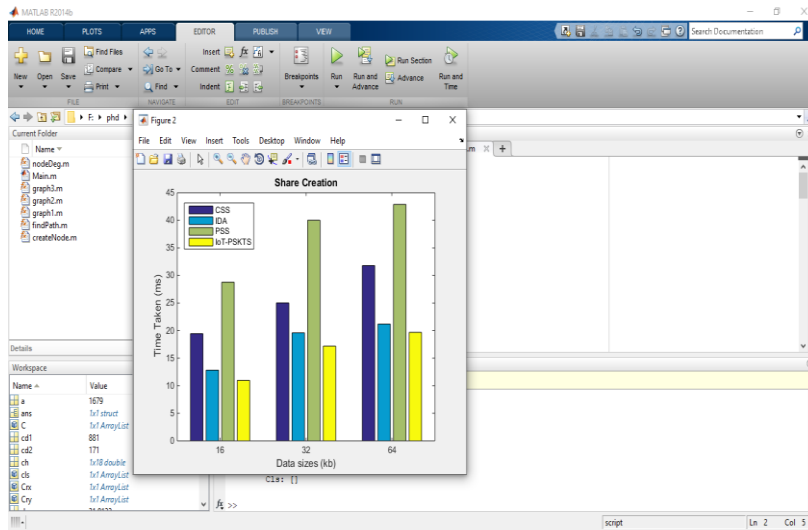 MATLAB R2014b
HOME PLOTS APPS EDITOR PUBLISH VIEW
Search Documentation
New Open Save
Find Files
Compare
Print
Go To
Find
Insert
Comment
Indent
Breakpoints
Run
Run and Advance
Run Section
Advance
Run and Time
FILE NAVIGATE EDIT BREAKPOINTS RUN
F: phd
Current Folder
Name
nodeDeg.m
Main.m
graph3.m
graph2.m
graph1.m
findPath.m
createNode.m
Details
Workspace
Name Value
a 1679
ans 1x1 struct
C 1x1 ArrayList
cd1 881
cd2 171
ch 1x18 double
cls 1x1 ArrayList
Crx 1x1 ArrayList
Cry 1x1 ArrayList
Figure 2
File Edit View Insert Tools Desktop Window Help
Share Creation
CSS
IDA
PSS
IoT-PSKTS
Time Taken (ms)
45
40
35
30
25
20
15
10
5
0
16 32 64
Data sizes (kb)
.m
Cls: []
fx >>
script Ln 2 Col 5